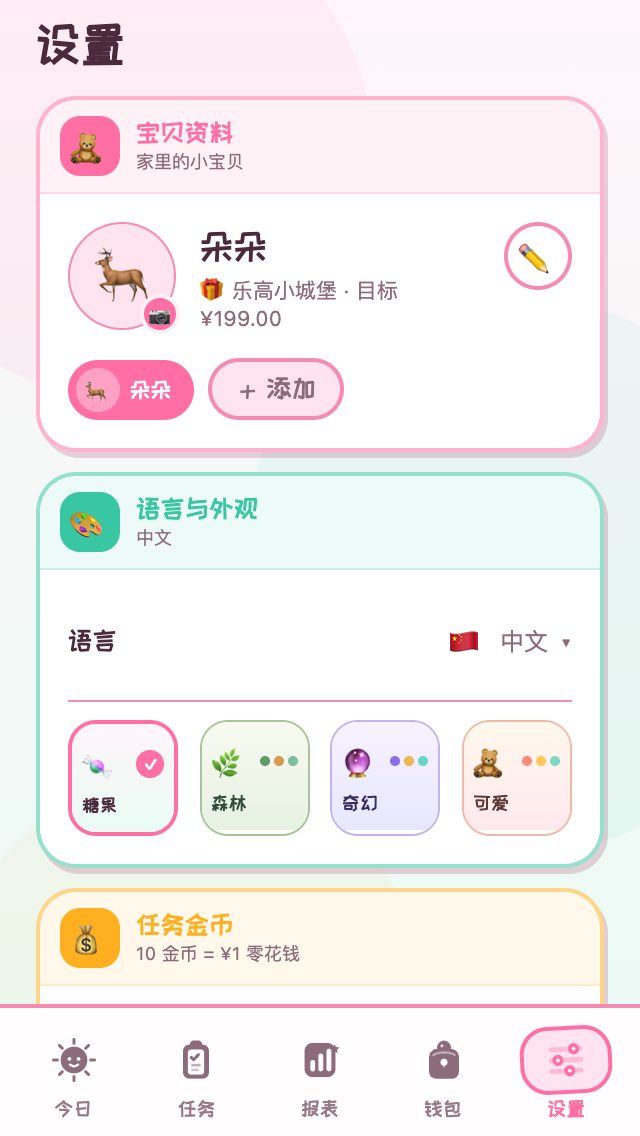 设置
宝贝资料
家里的小宝贝
朵朵
乐高小城堡 · 目标
¥199.00
朵朵
+ 添加
语言与外观
中文
语言
中文
糖果
森林
奇幻
可爱
任务金币
10 金币 = ¥1 零花钱
今日
任务
报表
钱包
设置